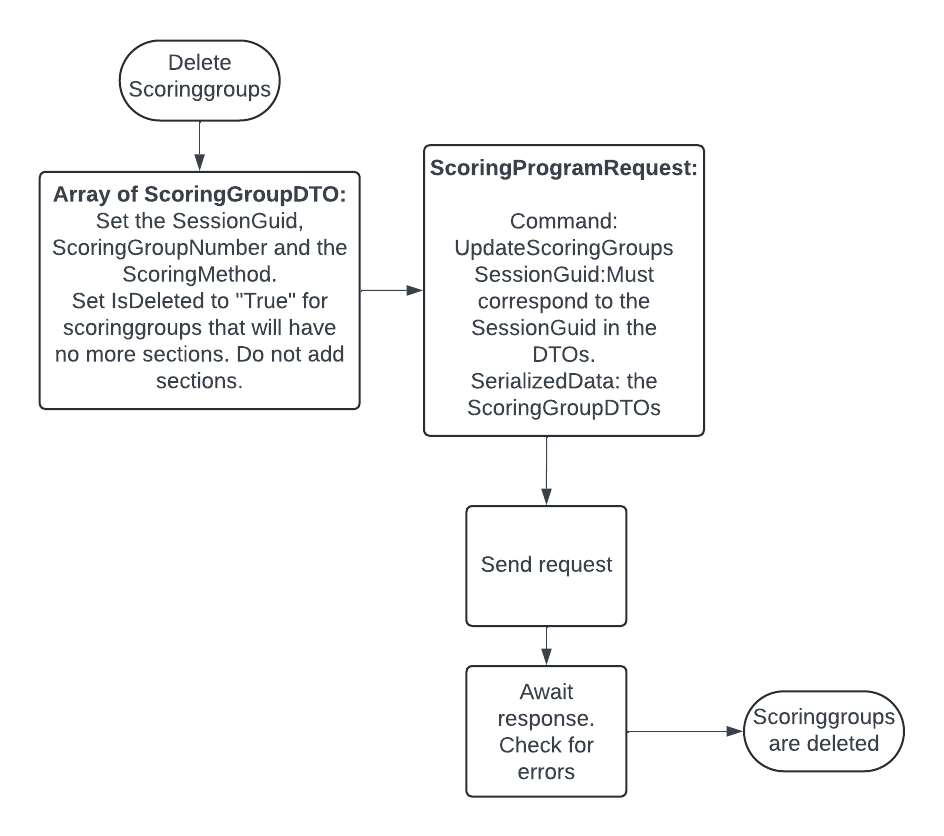 Delete
Scoringgroups
Array of ScoringGroupDTO:
Set the SessionGuid,
ScoringGroupNumber and the
ScoringMethod.
Set IsDeleted to "True" for
scoringgroups that will have
no more sections. Do not add
sections.
ScoringProgramRequest:
Command:
UpdateScoringGroups
SessionGuid:Must
correspond to the
SessionGuid in the
DTOs.
SerializedData: the
ScoringGroupDTOs
Send request
Await
response.
Check for
errors
Scoringgroups
are deleted